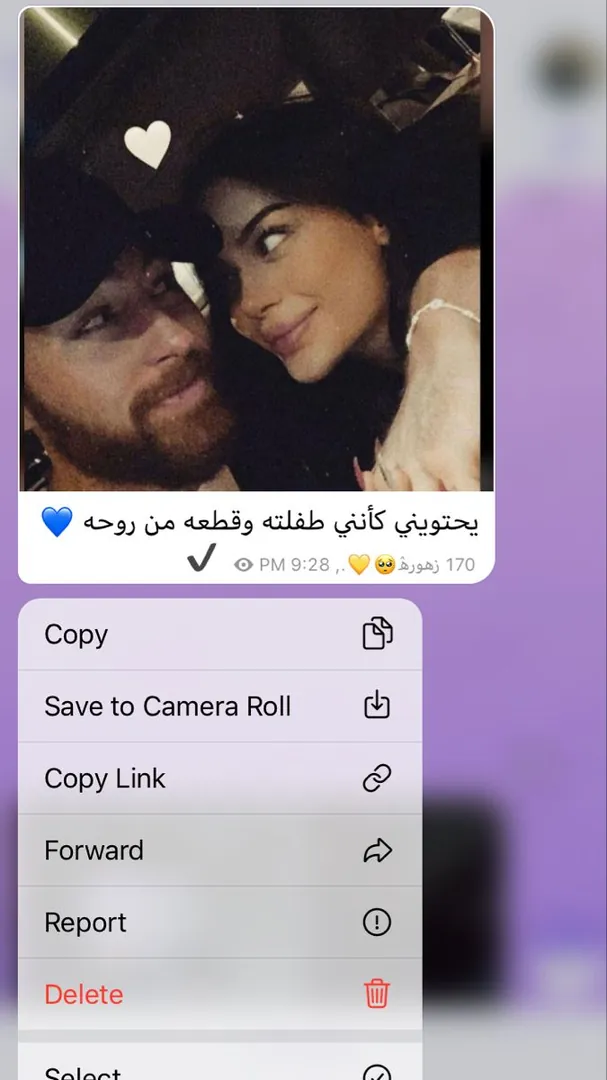 يحتويني كأنني طفلته وقطعه من روحه 💙
170 زهورهٛ🥺💛., 9:28 PM
Copy
Save to Camera Roll
Copy Link
Forward
Report
Delete
Select